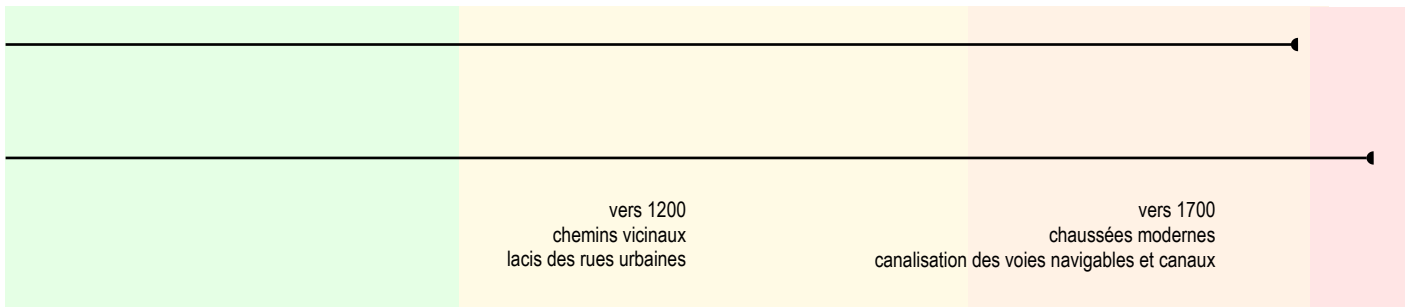 vers 1200
chemins vicinaux
lacis des rues urbaines
vers 1700
chaussées modernes
canalisation des voies navigables et canaux